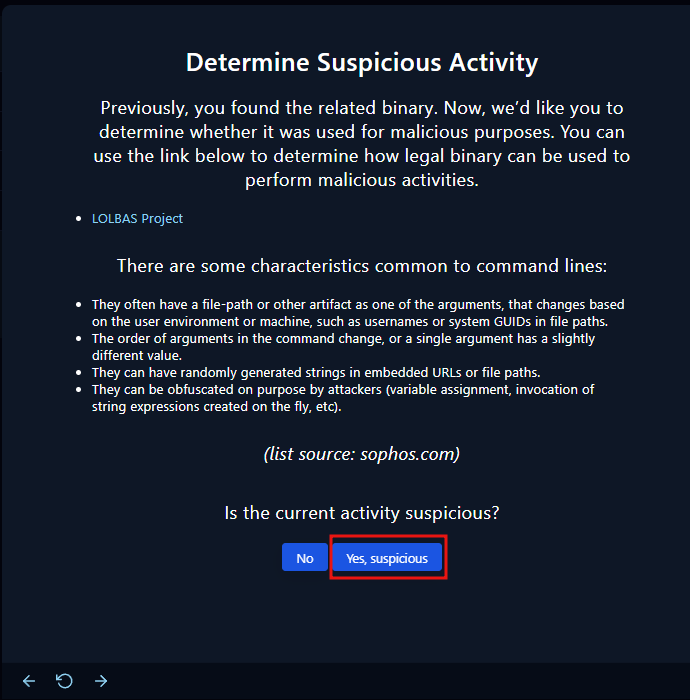 Determine Suspicious Activity
Previously, you found the related binary. Now, we'd like you to
determine whether it was used for malicious purposes. You can
use the link below to determine how legal binary can be used to
perform malicious activities.
• LOLBAS Project
There are some characteristics common to command lines:
• They often have a file-path or other artifact as one of the arguments, that changes based
on the user environment or machine, such as usernames or system GUIDs in file paths.
• The order of arguments in the command change, or a single argument has a slightly
different value.
• They can have randomly generated strings in embedded URLs or file paths.
• They can be obfuscated on purpose by attackers (variable assignment, invocation of
string expressions created on the fly, etc).
(list source: sophos.com)
Is the current activity suspicious?
No Yes, suspicious